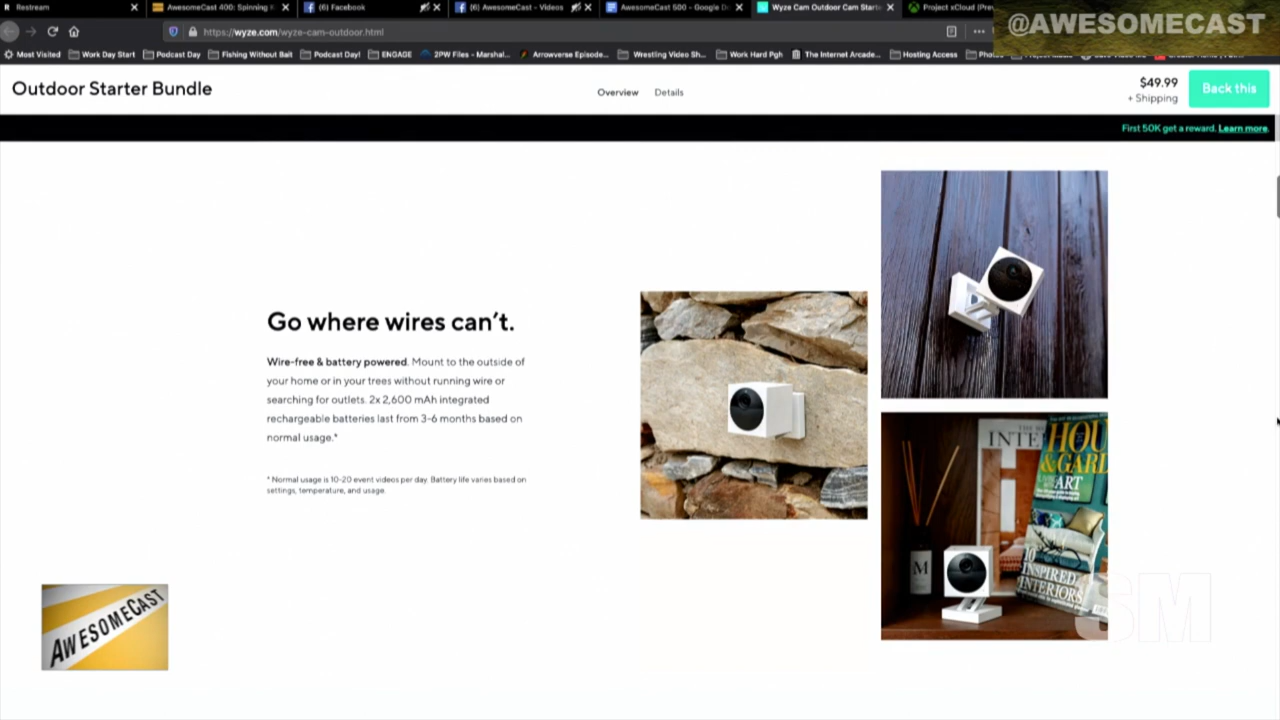 Restream
AwesomeCast 400: Spinning
(6) Facebook
(6) AwesomeCast - Videos
AwesomeCast 500 - Google D
Wyze Cam Outdoor Cam Starte
Project xCloud (Prev
@AWESOMECAST
https://wyze.com/wyze-cam-outdoor.html
Most Visited
Work Day Start
Podcast Day
Fishing Without Bait
Podcast Day!
ENGAGE
2PW Files - Marshal...
Arrowverse Episode...
Wrestling Video Sh...
Work Hard Pgh
The Internet Arcade...
Hosting Access
Outdoor Starter Bundle
Overview
Details
$49.99
+ Shipping
Back this
First 50K get a reward. Learn more.
Go where wires can't.
Wire-free & battery powered. Mount to the outside of
your home or in your trees without running wire or
searching for outlets. 2x 2,600 mAh integrated
rechargeable batteries last from 3-6 months based on
normal usage.*
* Normal usage is 10-20 event videos per day. Battery life varies based on
settings, temperature, and usage.
INTE
HOU
& GARD
ART
M
10
INSPIRED
INTERIORS
AWESOMECAST
SM